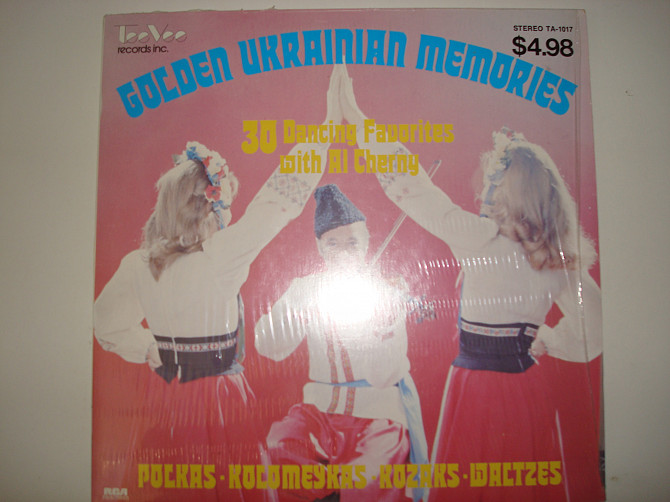 TeeVee
records inc.
STEREO TA-1017
$4.98
GOLDEN UKRAINIAN MEMORIES
30 Dancing Favorites
with Al Cherny
POLKAS · KOLOMEYKAS · KOZAKS · WALTZES
RCA